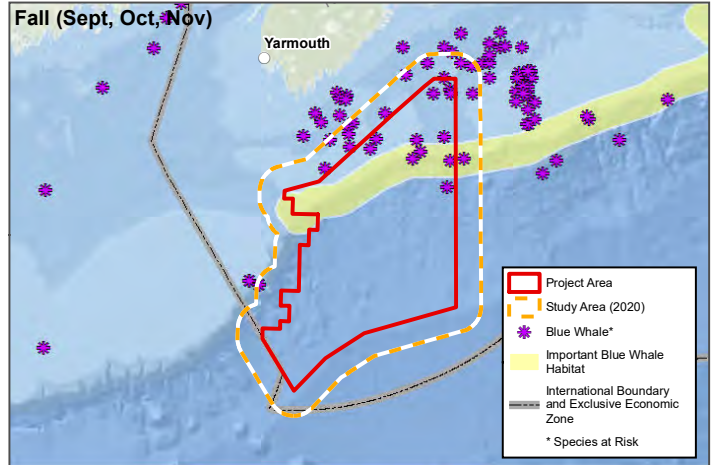 Fall (Sept, Oct, Nov)
Yarmouth
Project Area
Study Area (2020)
Blue Whale*
Important Blue Whale
Habitat
International Boundary
and Exclusive Economic
Zone
* Species at Risk